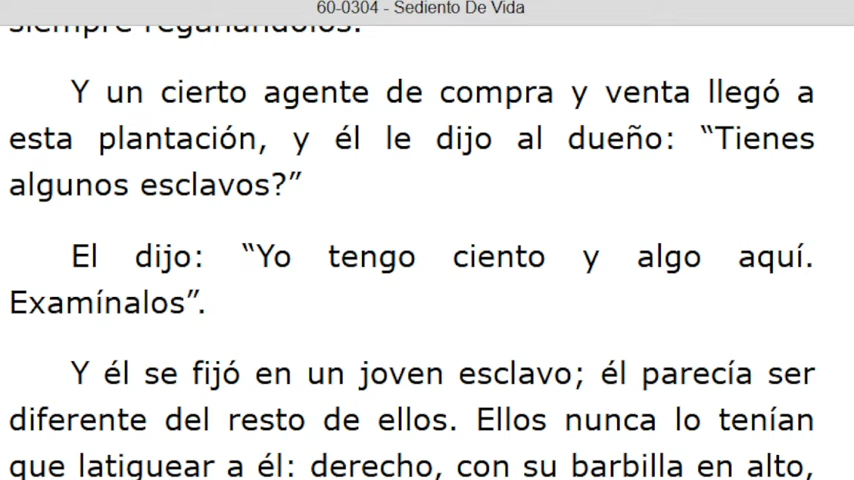 60-0304 - Sediento De Vida
siempre regañándolos.
Y un cierto agente de compra y venta llegó a
esta plantación, y él le dijo al dueño: “Tienes
algunos esclavos?”
El dijo: “Yo tengo ciento y algo aquí.
Examínalos”.
Y él se fijó en un joven esclavo; él parecía ser
diferente del resto de ellos. Ellos nunca lo tenían
que latiguear a él: derecho, con su barbilla en alto,